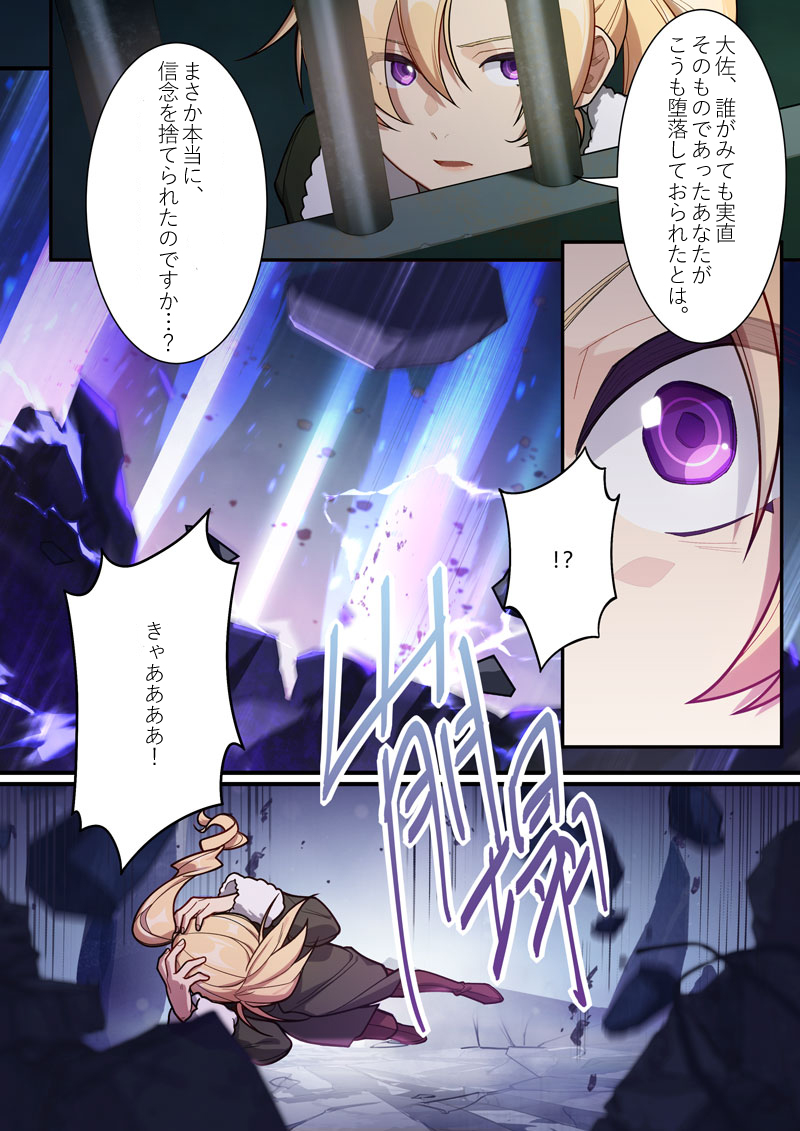 大佐、誰がみても実直
そのものであったあなたが
こうも堕落しておられたとは。
まさか本当に、
信念を捨てられたのですか…？
!?
きゃああああ！
崩塌